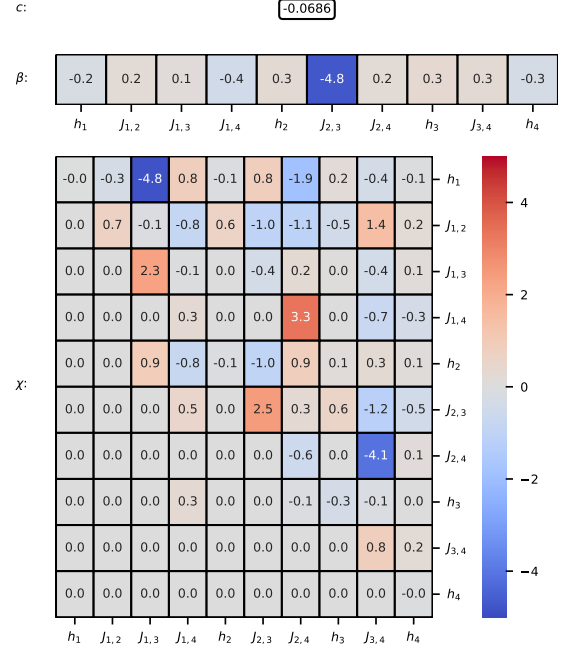 c: -0.0686
β: -0.2 0.2 0.1 -0.4 0.3 -4.8 0.2 0.3 0.3 -0.3
h1 J1,2 J1,3 J1,4 h2 J2,3 J2,4 h3 J3,4 h4
-0.0 -0.3 -4.8 0.8 -0.1 0.8 -1.9 0.2 -0.4 -0.1 h1
0.0 0.7 -0.1 -0.8 0.6 -1.0 -1.1 -0.5 1.4 0.2 J1,2
4
0.0 0.0 2.3 -0.1 0.0 -0.4 0.2 0.0 -0.4 0.1 J1,3
2
0.0 0.0 0.0 0.3 0.0 0.0 3.3 0.0 -0.7 -0.3 J1,4
χ: 0.0 0.0 0.9 -0.8 -0.1 -1.0 0.9 0.1 0.3 0.1 h2
0
0.0 0.0 0.0 0.5 0.0 2.5 0.3 0.6 -1.2 -0.5 J2,3
0.0 0.0 0.0 0.0 0.0 0.0 -0.6 0.0 -4.1 0.1 J2,4
−2
0.0 0.0 0.0 0.3 0.0 0.0 -0.1 -0.3 -0.1 0.0 h3
0.0 0.0 0.0 0.0 0.0 0.0 0.0 0.0 0.8 0.2 J3,4
−4
0.0 0.0 0.0 0.0 0.0 0.0 0.0 0.0 0.0 -0.0 h4
h1 J1,2 J1,3 J1,4 h2 J2,3 J2,4 h3 J3,4 h4